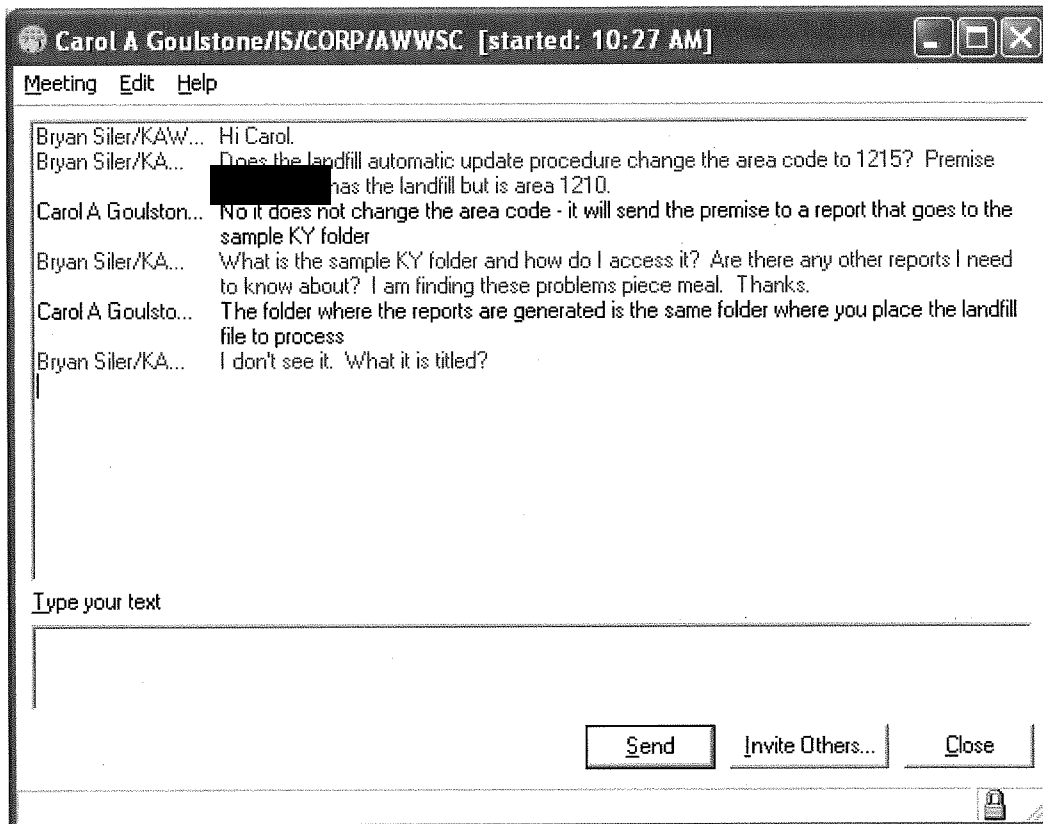 Carol A Goulstone/IS/CORP/AWWSC [started: 10:27 AM]
Meeting Edit Help
Bryan Siler/KAW... Hi Carol.
Bryan Siler/KA... Does the landfill automatic update procedure change the area code to 1215? Premise
has the landfill but is area 1210.
Carol A Goulston... No it does not change the area code - it will send the premise to a report that goes to the
sample KY folder
Bryan Siler/KA... What is the sample KY folder and how do I access it? Are there any other reports I need
to know about? I am finding these problems piece meal. Thanks.
Carol A Goulsto... The folder where the reports are generated is the same folder where you place the landfill
file to process
Bryan Siler/KA... I don't see it. What it is titled?
Type your text
Send Invite Others... Close